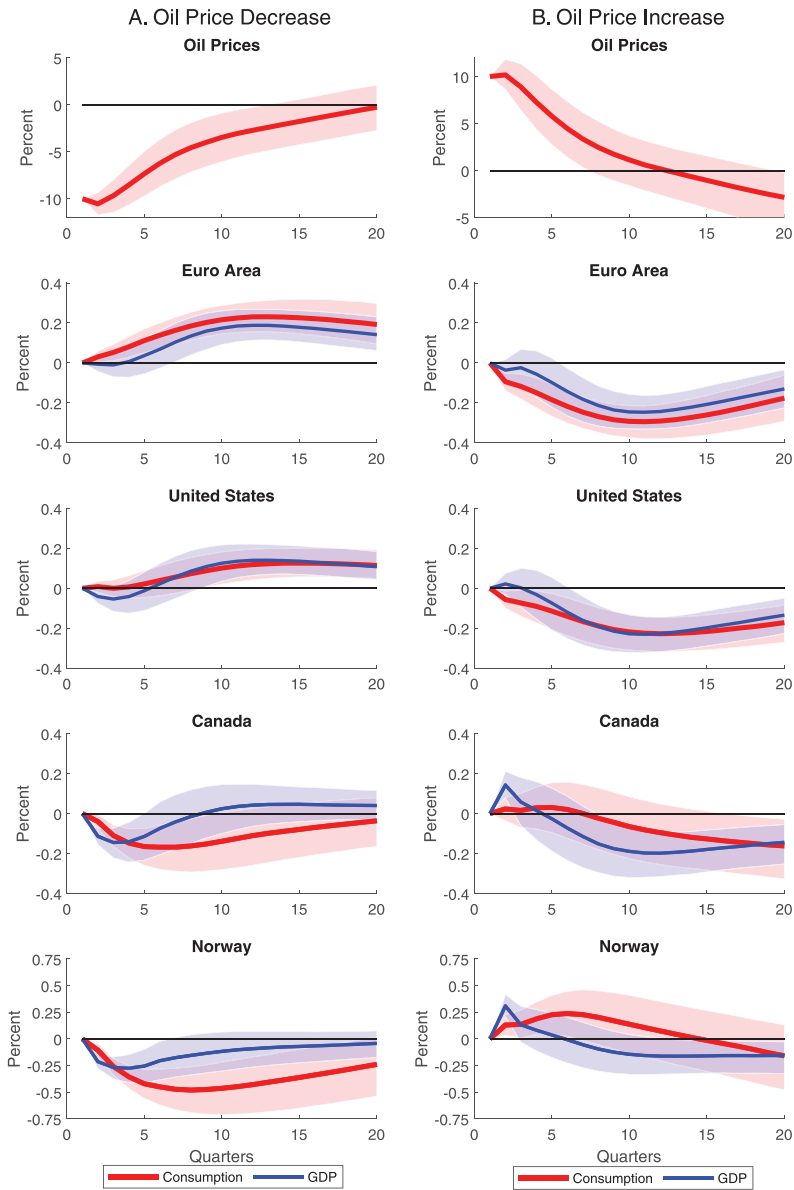 A. Oil Price Decrease
Oil Prices
5
0
-5
-10
Percent
0 5 10 15 20
Euro Area
0.4
0.2
0
-0.2
-0.4
Percent
0 5 10 15 20
United States
0.4
0.2
0
-0.2
-0.4
Percent
0 5 10 15 20
Canada
0.4
0.2
0
-0.2
-0.4
Percent
0 5 10 15 20
Norway
0.75
0.5
0.25
0
-0.25
-0.5
-0.75
Percent
0 5 10 15 20
Quarters
Consumption GDP
B. Oil Price Increase
Oil Prices
10
5
0
-5
Percent
0 5 10 15 20
Euro Area
0.4
0.2
0
-0.2
-0.4
Percent
0 5 10 15 20
United States
0.4
0.2
0
-0.2
-0.4
Percent
0 5 10 15 20
Canada
0.4
0.2
0
-0.2
-0.4
Percent
0 5 10 15 20
Norway
0.75
0.5
0.25
0
-0.25
-0.5
-0.75
Percent
0 5 10 15 20
Quarters
Consumption GDP